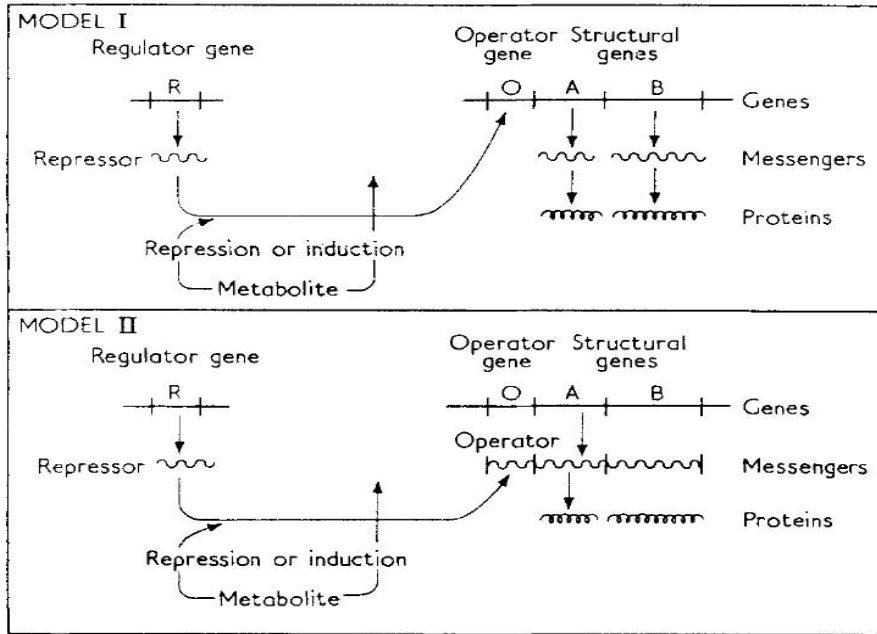 MODEL I
Regulator gene
Operator Structural
gene genes
R O A B Genes
Repressor Messengers
Proteins
Repression or induction
Metabolite
MODEL II
Regulator gene
Operator Structural
gene genes
R O A B Genes
Operator
Repressor Messengers
Proteins
Repression or induction
Metabolite